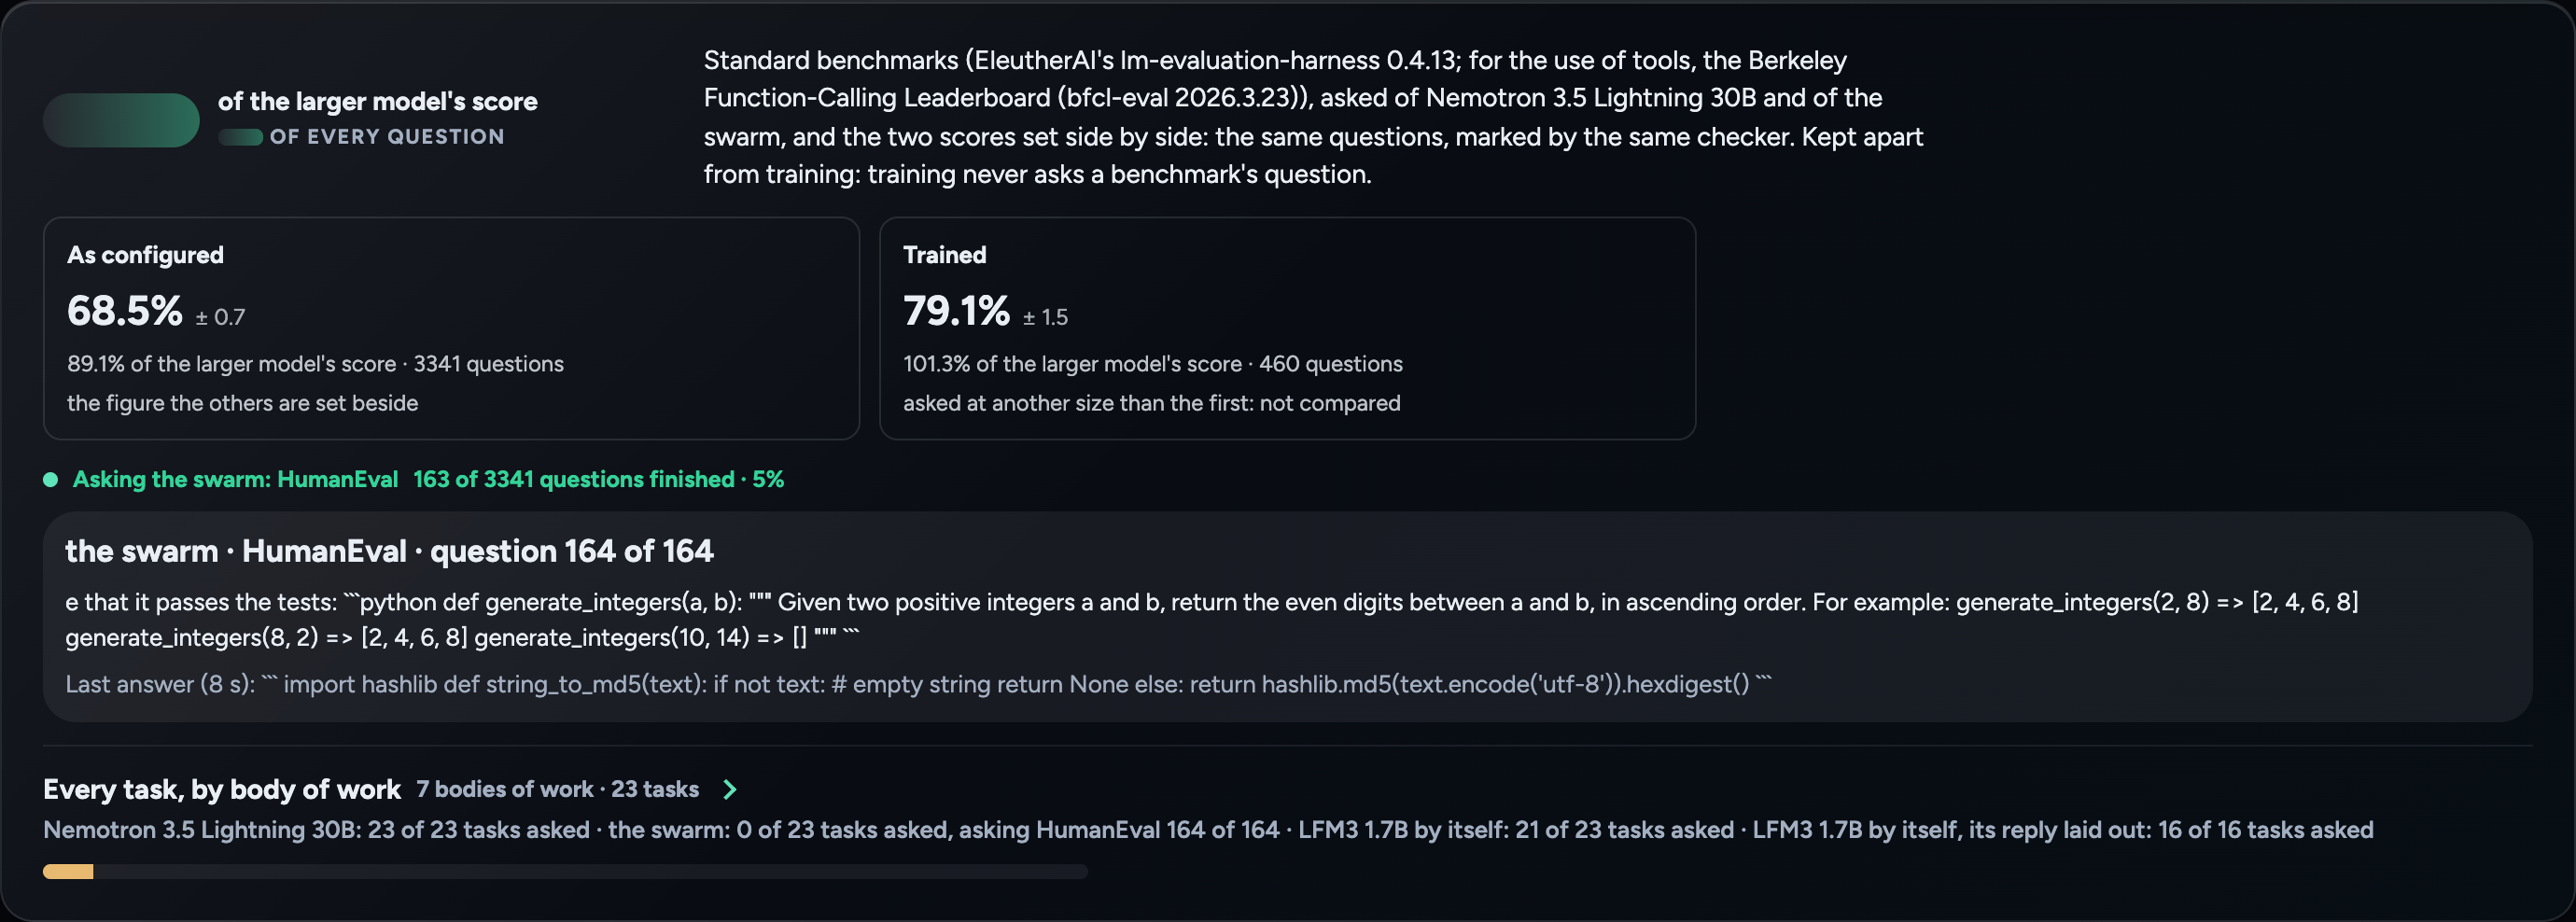 of the larger model's score
OF EVERY QUESTION
Standard benchmarks (EleutherAI's lm-evaluation-harness 0.4.13; for the use of tools, the Berkeley
Function-Calling Leaderboard (bfcl-eval 2026.3.23)), asked of Nemotron 3.5 Lightning 30B and of the
swarm, and the two scores set side by side: the same questions, marked by the same checker. Kept apart
from training: training never asks a benchmark's question.
As configured
68.5% ± 0.7
89.1% of the larger model's score · 3341 questions
the figure the others are set beside
Trained
79.1% ± 1.5
101.3% of the larger model's score · 460 questions
asked at another size than the first: not compared
Asking the swarm: HumanEval 163 of 3341 questions finished · 5%
the swarm · HumanEval · question 164 of 164
e that it passes the tests: ```python def generate_integers(a, b): """ Given two positive integers a and b, return the even digits between a and b, in ascending order. For example: generate_integers(2, 8) => [2, 4, 6, 8]
generate_integers(8, 2) => [2, 4, 6, 8] generate_integers(10, 14) => [] """ ```
Last answer (8 s): ``` import hashlib def string_to_md5(text): if not text: # empty string return None else: return hashlib.md5(text.encode('utf-8')).hexdigest() ```
Every task, by body of work 7 bodies of work · 23 tasks
Nemotron 3.5 Lightning 30B: 23 of 23 tasks asked · the swarm: 0 of 23 tasks asked, asking HumanEval 164 of 164 · LFM3 1.7B by itself: 21 of 23 tasks asked · LFM3 1.7B by itself, its reply laid out: 16 of 16 tasks asked